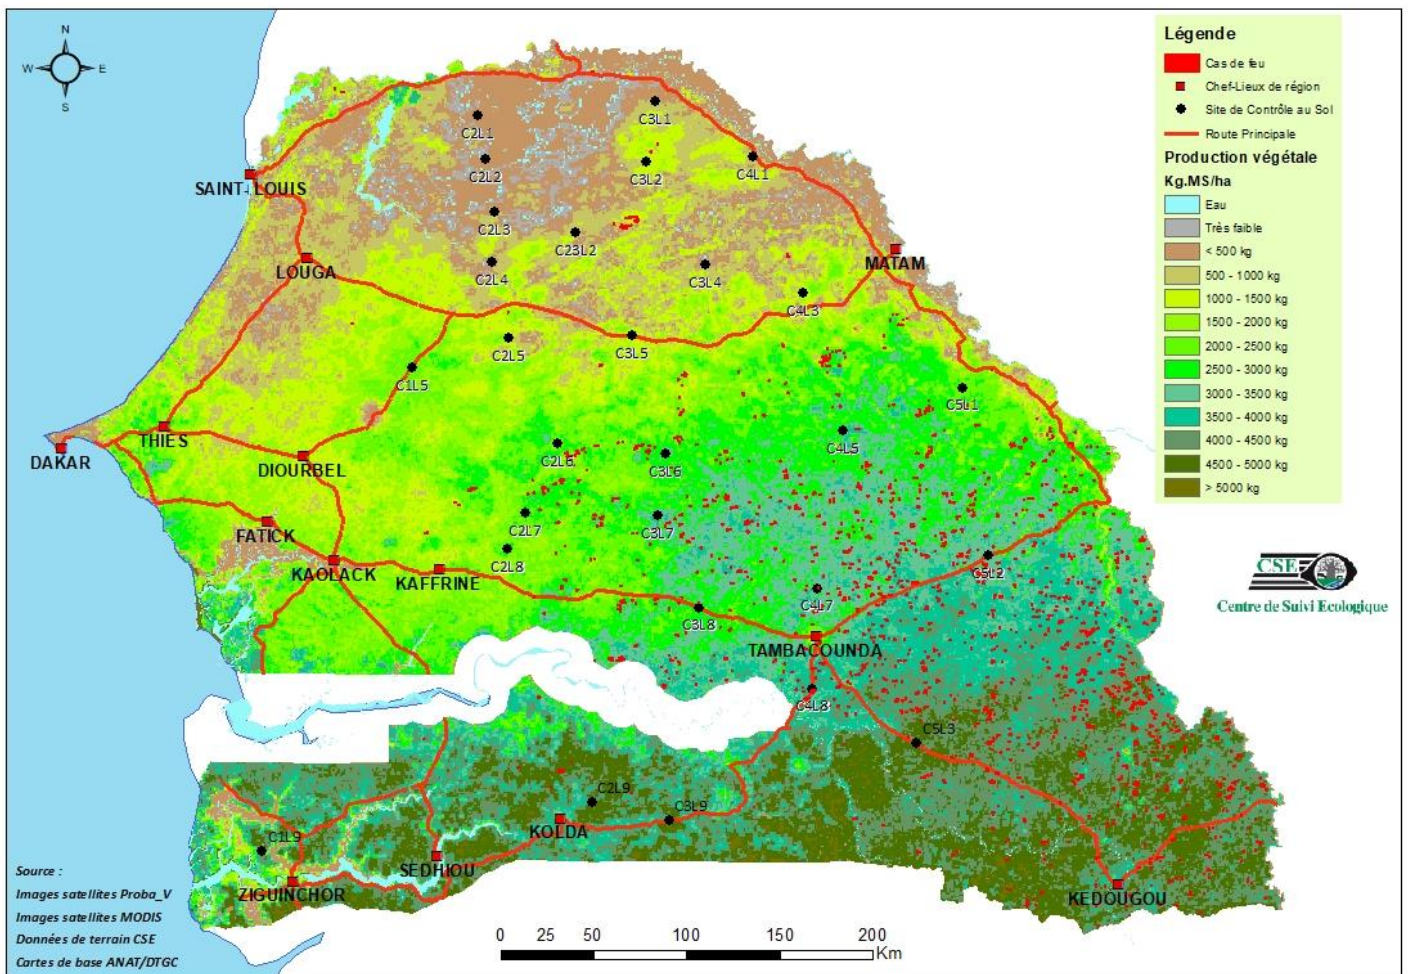 N
W
E
S
Légende
Cas de feu
Chef-Lieux de région
Site de Contrôle au Sol
Route Principale
Production végétale
Kg.MS/ha
Eau
Très faible
< 500 kg
500 - 1000 kg
1000 - 1500 kg
1500 - 2000 kg
2000 - 2500 kg
2500 - 3000 kg
3000 - 3500 kg
3500 - 4000 kg
4000 - 4500 kg
4500 - 5000 kg
> 5000 kg
C2L1
C3L1
C2L2
C3L2
C4L1
SAINT-LOUIS
C2L3
C23L2
MATAM
LOUGA
C2L4
C3L4
C4L3
C2L5
C3L5
C1L5
C5L1
THIES
DAKAR
DIOURBEL
C2L6
C3L6
C4L5
C2L7
C3L7
FATICK
C2L8
KAOLACK
KAFFRINE
C5L2
C4L7
C3L8
TAMBACOUNDA
C4L8
C5L3
C2L9
C3L9
KOLDA
C1L9
SEDHIOU
ZIGUINCHOR
KEDOUGOU
CSE
Centre de Suivi Ecologique
Source :
Images satellites Proba_V
Images satellites MODIS
Données de terrain CSE
Cartes de base ANAT/DTGC
0 25 50 100 150 200
Km